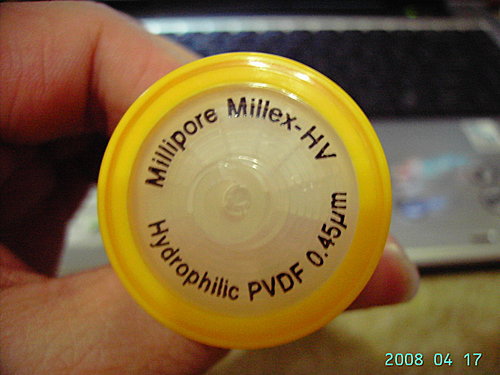 Millipore Millex-HV
Hydrophilic PVDF 0.45µm
2008 04 17